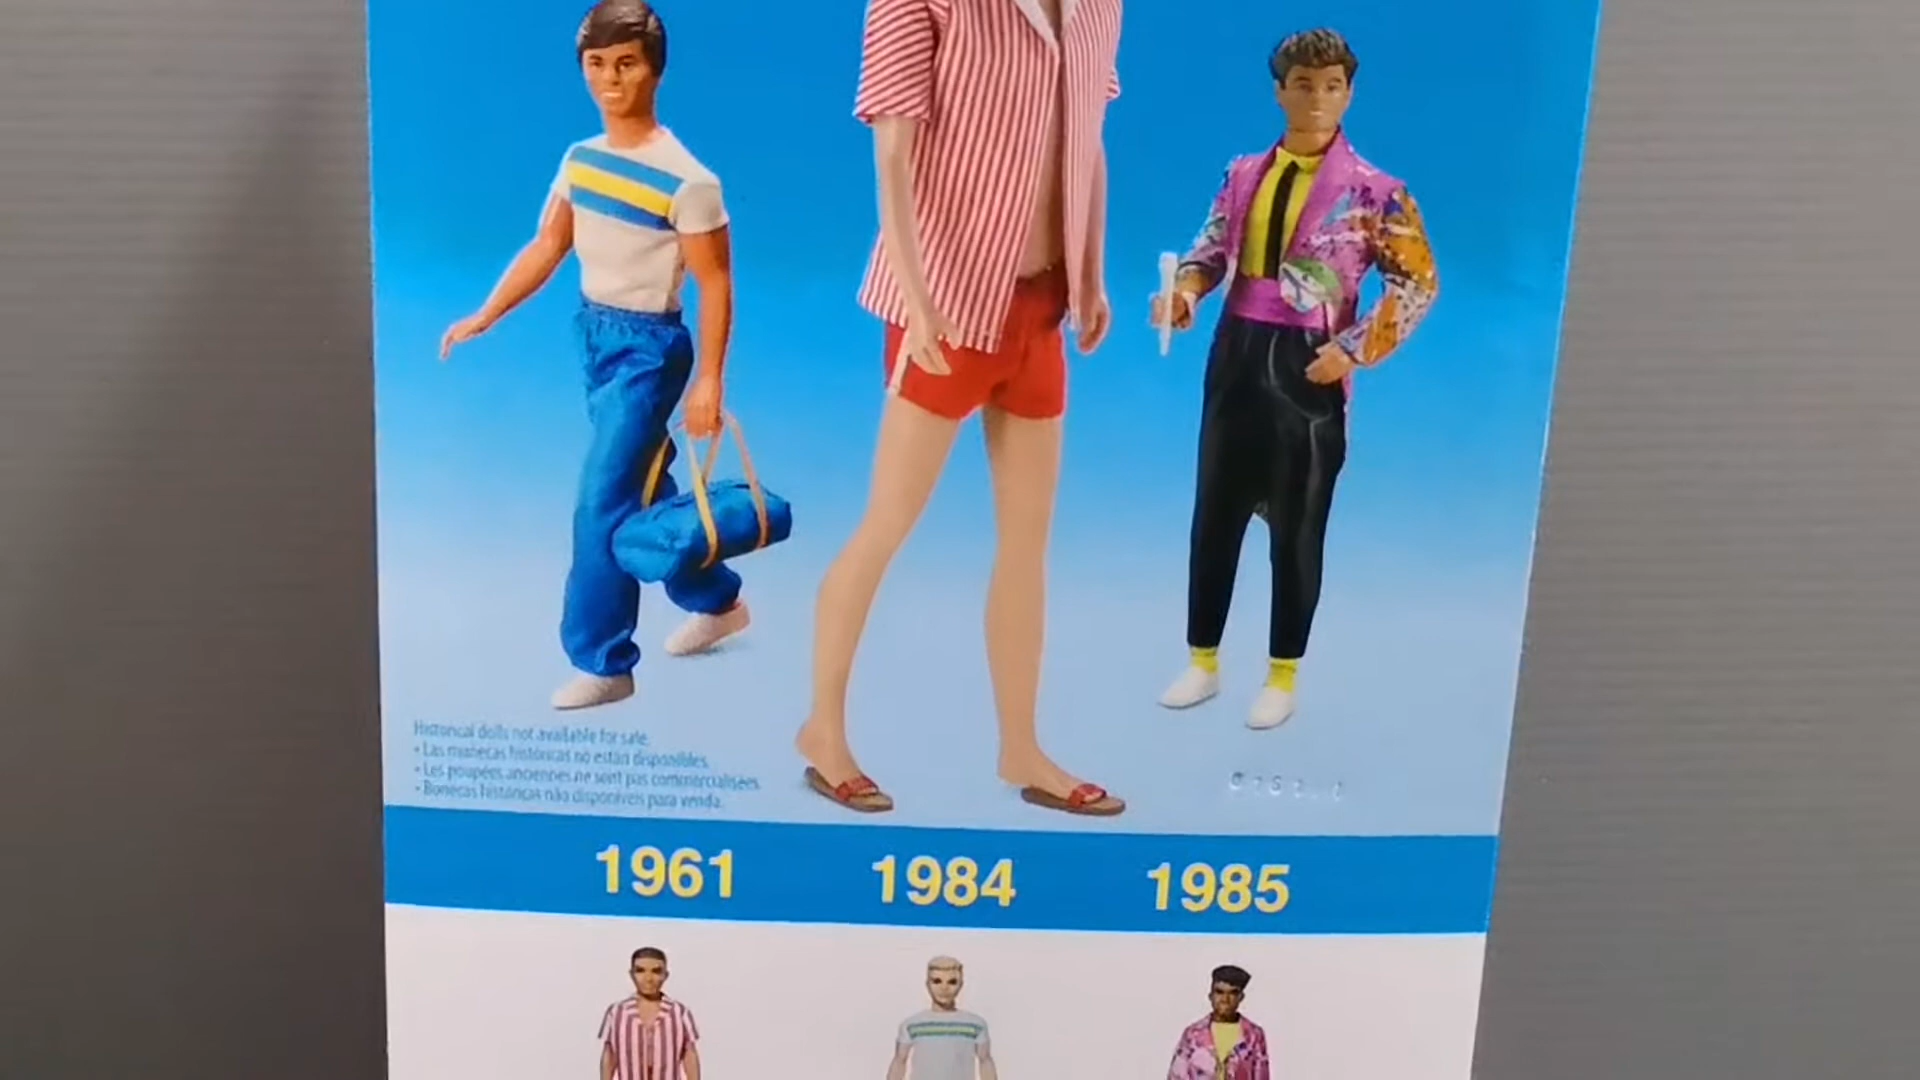 Historical dolls not available for sale.
• Las muñecas históricas no están disponibles.
• Les poupées anciennes ne sont pas commercialisées.
• Bonecas históricas não disponíveis para venda.
1961 1984 1985